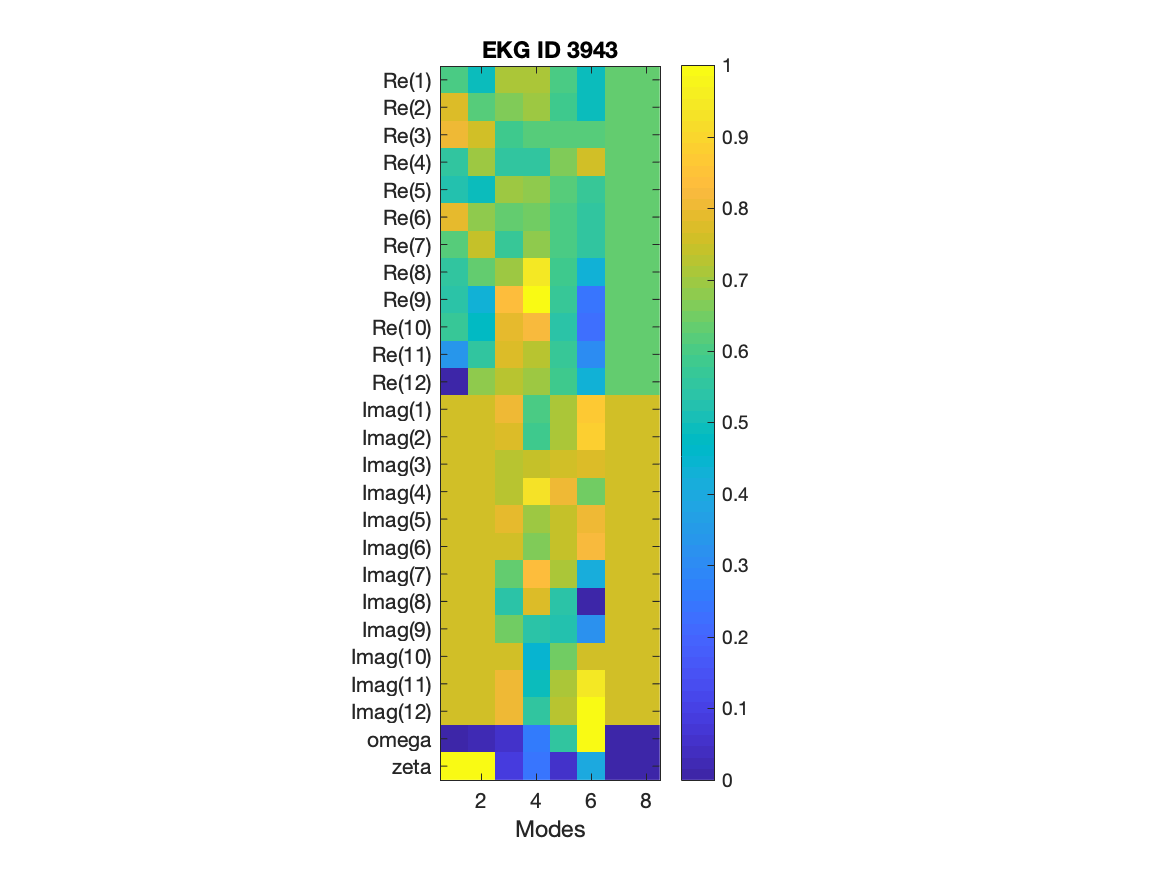 EKG ID 3943
Re(1)
Re(2)
Re(3)
Re(4)
Re(5)
Re(6)
Re(7)
Re(8)
Re(9)
Re(10)
Re(11)
Re(12)
Imag(1)
Imag(2)
Imag(3)
Imag(4)
Imag(5)
Imag(6)
Imag(7)
Imag(8)
Imag(9)
Imag(10)
Imag(11)
Imag(12)
omega
zeta
2 4 6 8
Modes
1
0.9
0.8
0.7
0.6
0.5
0.4
0.3
0.2
0.1
0